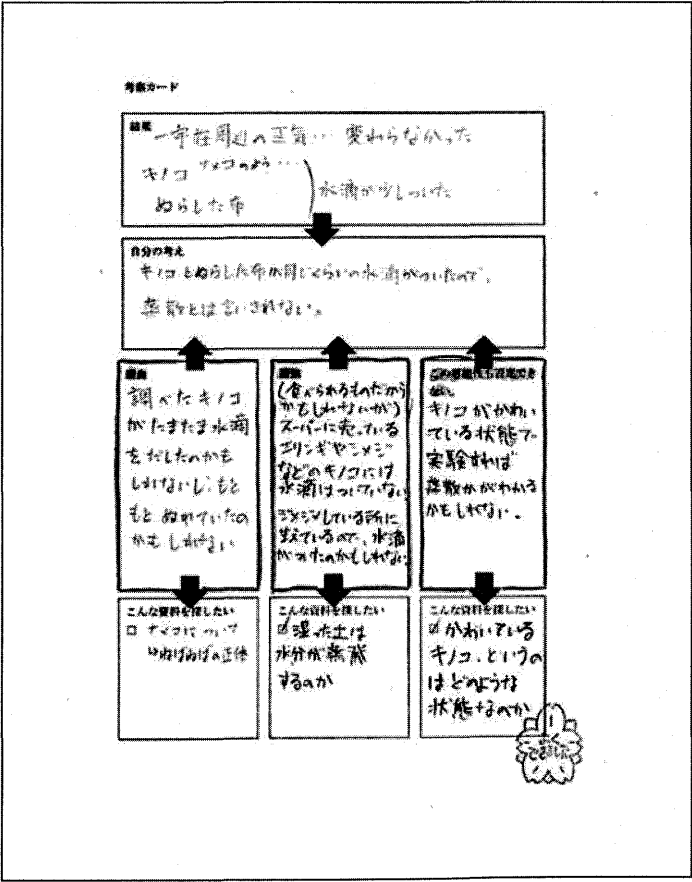 考察カード
結果
変わらなかった
キノコ ナメコのよう…
ぬらした布
水滴が少しついた
自分の考え
キノコとぬらした布が同じくらいの水滴がついたので、
蒸散とは言いきれない。
調べたキノコ
がたまたま水滴
をだしたのかも
しれないし、もと
もとぬれていたの
かもしれない
(食べられるものだから
かもしれないが)
スーパーに売っている
エリンギやシメジ
などのキノコには
水滴はついていない
ジメジメしている所に
生えているので、水滴
がついたのかもしれない
キノコがかわい
ている状態で
実験すれば
蒸散かがわかる
かもしれない。
こんな資料を探したい
□ ナメコについて
ぬめぬめの正体
こんな資料を探したい
☑ 湿った土は
水分が蒸散
するのか
こんな資料を探したい
☑ かわいている
キノコ、というの
はどのような
状態なのか
よく
できました